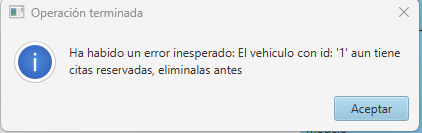 Operación terminada
Ha habido un error inesperado: El vehiculo con id: '1' aun tiene
citas reservadas, eliminalas antes
Aceptar